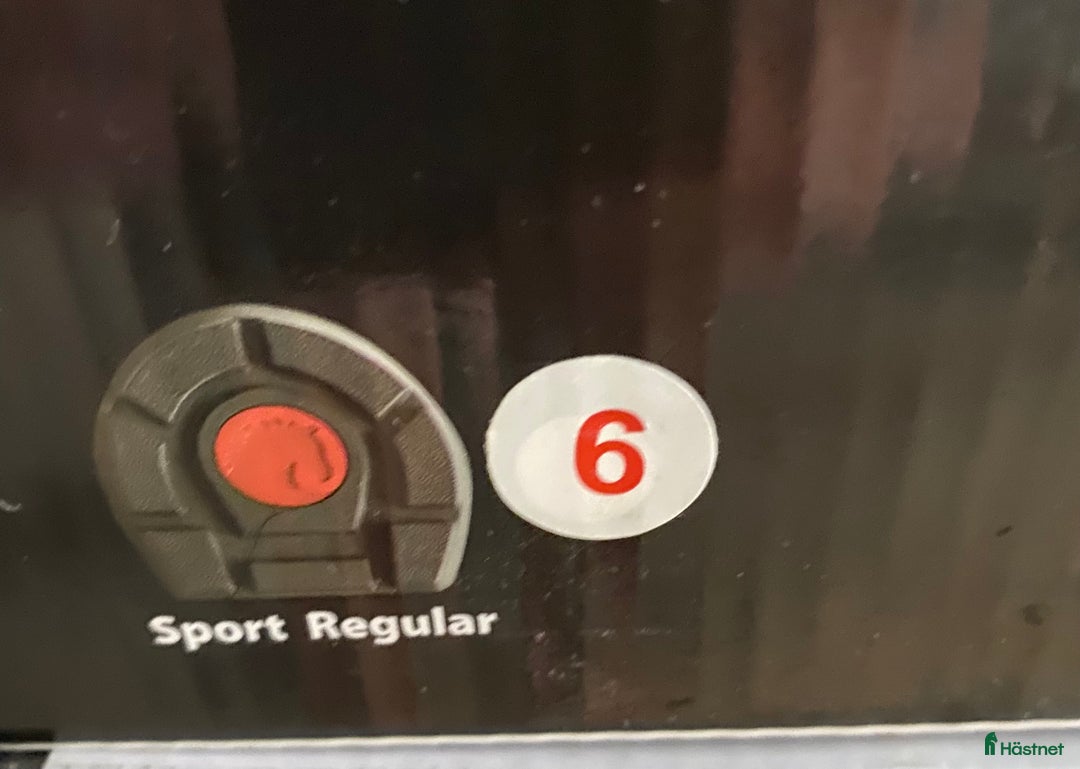 6
Sport Regular
Hästnet